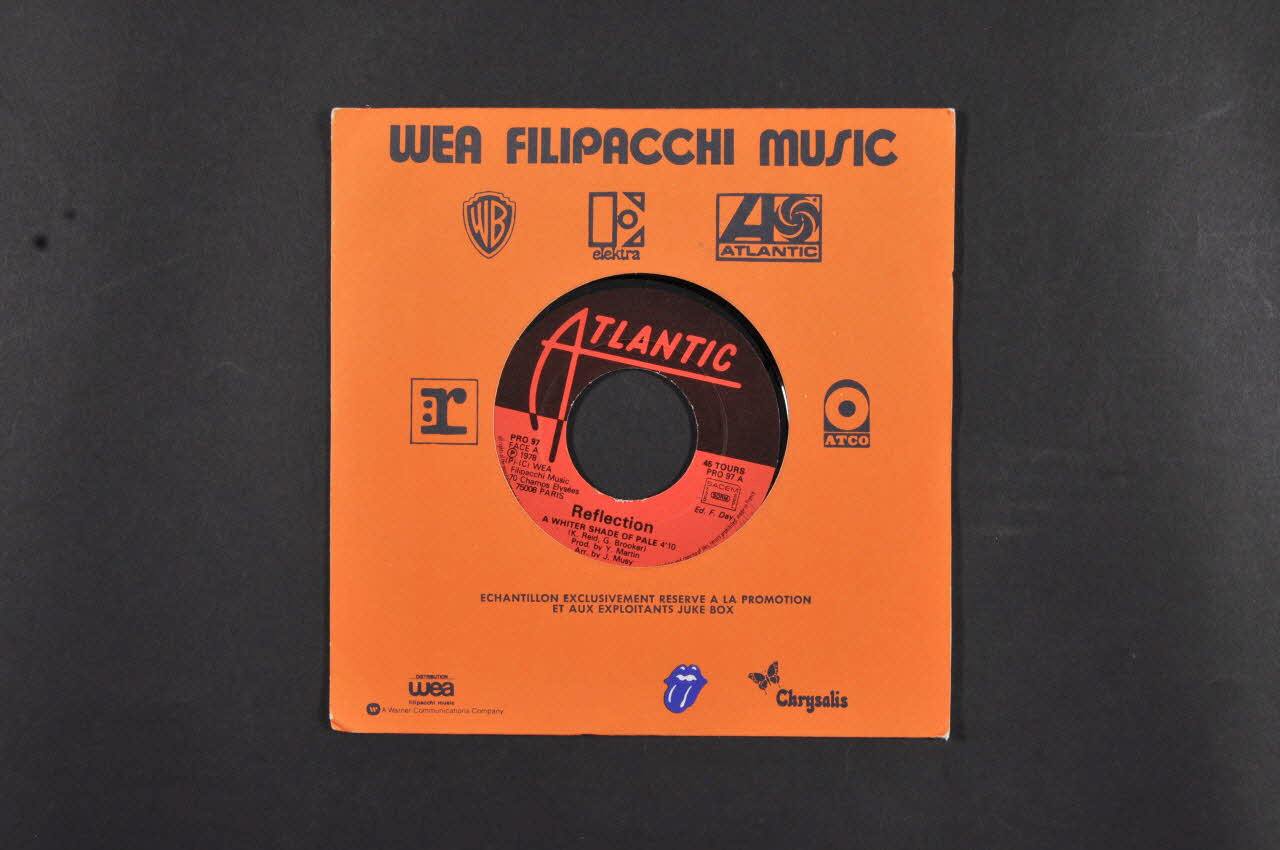 WEA FILIPACCHI MUSIC
WB
elektra
ATLANTIC
ATLANTIC
r
ATCO
PRO 97
FACE A
℗ 1978
(P) (C) WEA
Filipacchi Music
70 Champs Elysées
75008 PARIS
45 TOURS
PRO 97 A
SACEM
Ed. F. Day
Reflection
A WHITER SHADE OF PALE 4'10
(K. Reid, G. Brooker)
Prod. by Y. Martin
Arr. by J. Musy
ECHANTILLON EXCLUSIVEMENT RESERVE A LA PROMOTION
ET AUX EXPLOITANTS JUKE BOX
DISTRIBUTION
wea
filipacchi music
A Warner Communications Company
Chrysalis